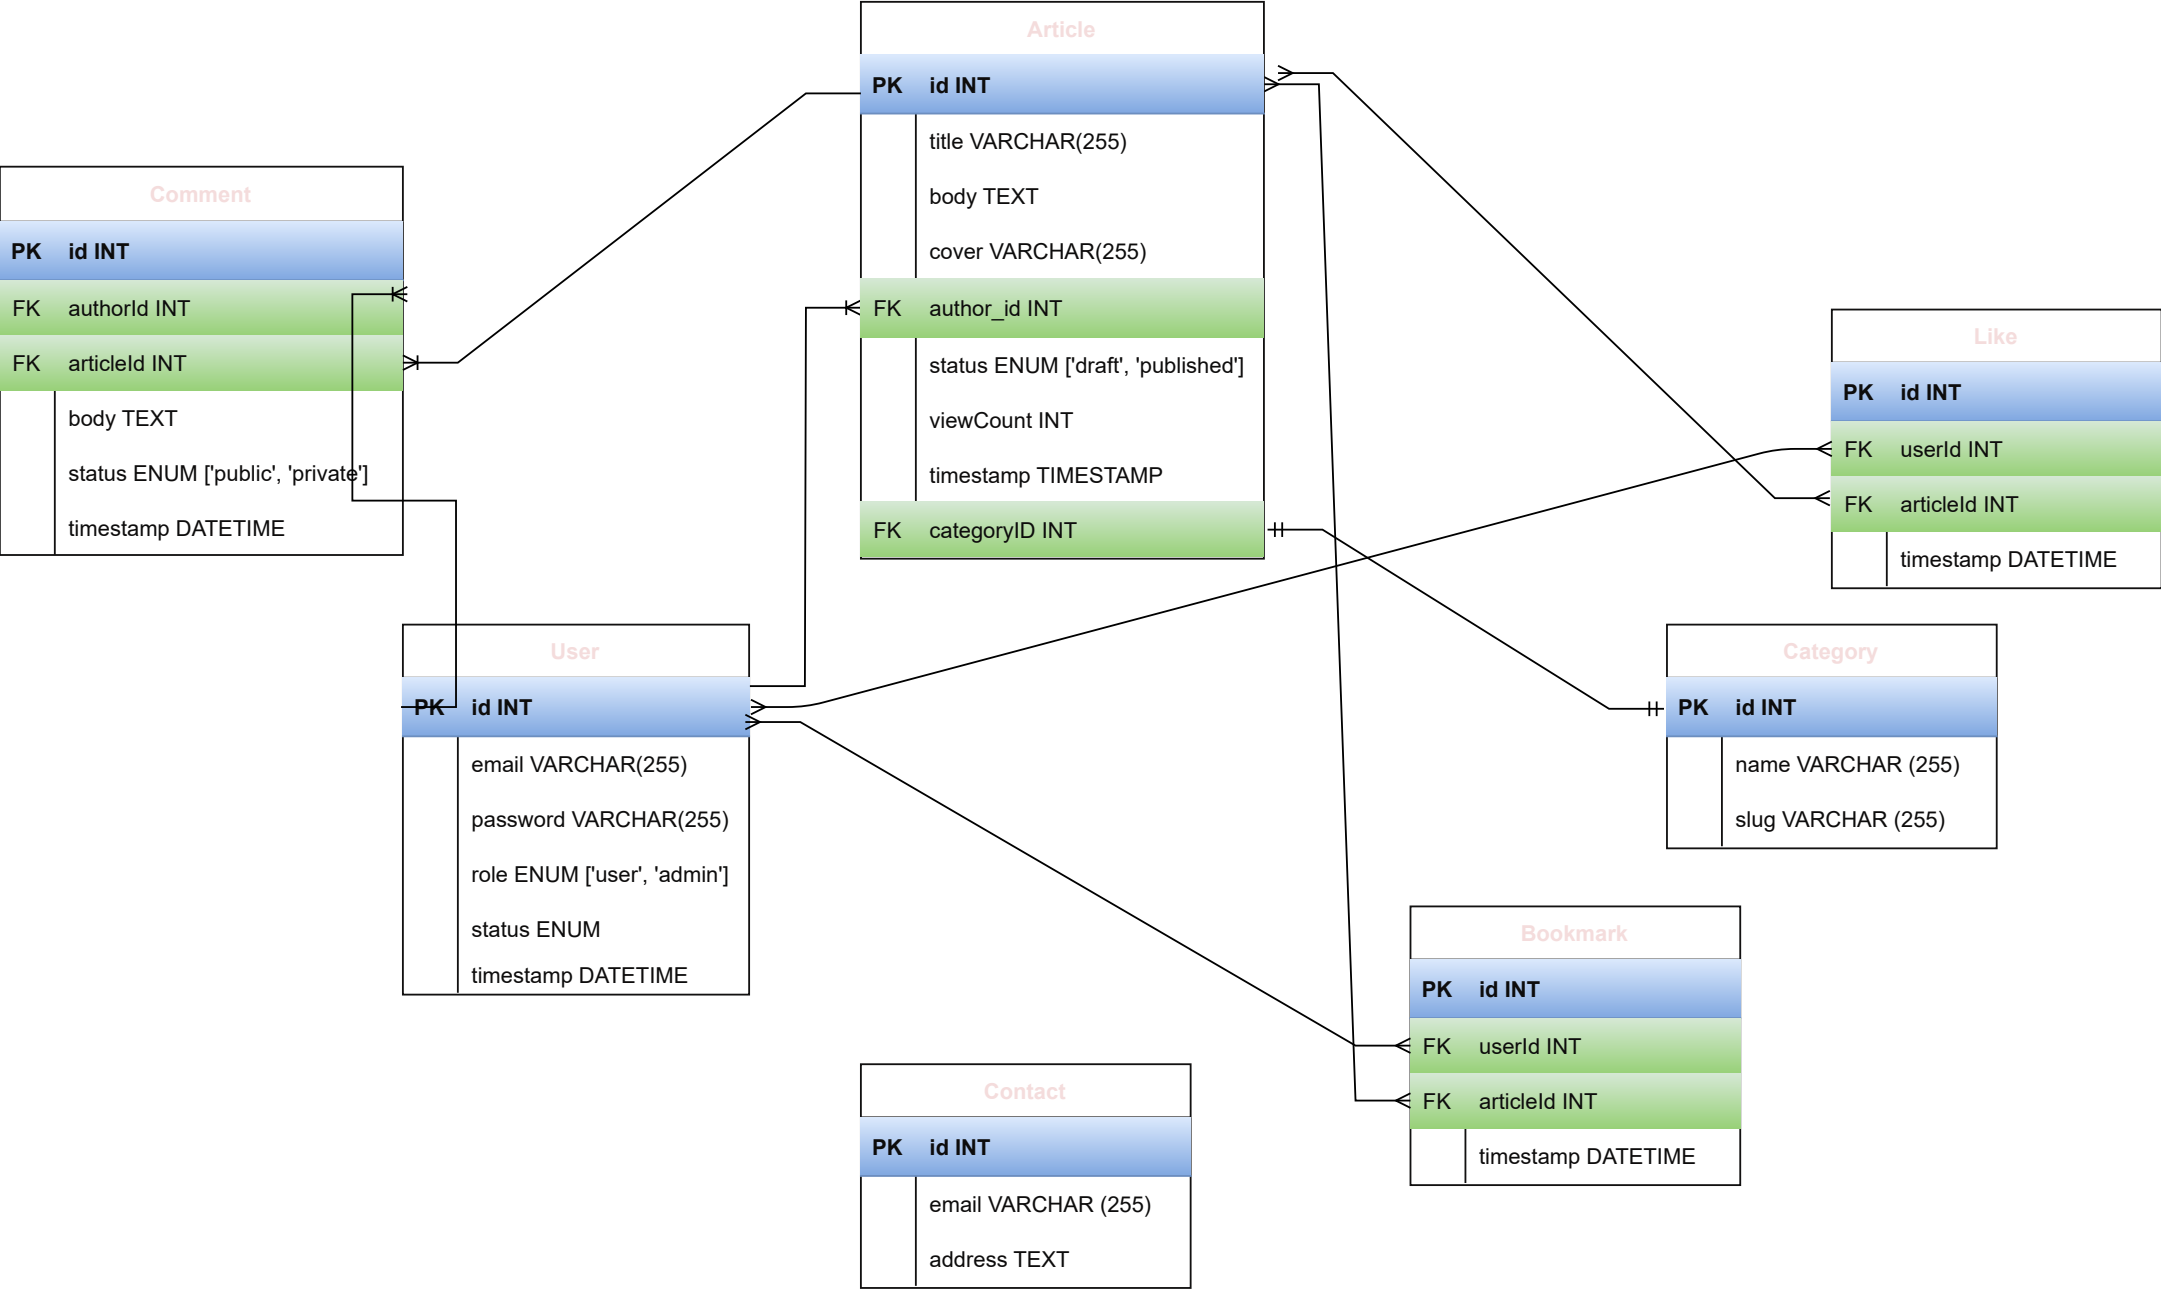 Article
PK id INT
title VARCHAR(255)
body TEXT
cover VARCHAR(255)
FK author_id INT
status ENUM ['draft', 'published']
viewCount INT
timestamp TIMESTAMP
FK categoryID INT
Comment
PK id INT
FK authorId INT
FK articleId INT
body TEXT
status ENUM ['public', 'private']
timestamp DATETIME
Like
PK id INT
FK userId INT
FK articleId INT
timestamp DATETIME
User
PK id INT
email VARCHAR(255)
password VARCHAR(255)
role ENUM ['user', 'admin']
status ENUM
timestamp DATETIME
Category
PK id INT
name VARCHAR (255)
slug VARCHAR (255)
Bookmark
PK id INT
FK userId INT
FK articleId INT
timestamp DATETIME
Contact
PK id INT
email VARCHAR (255)
address TEXT